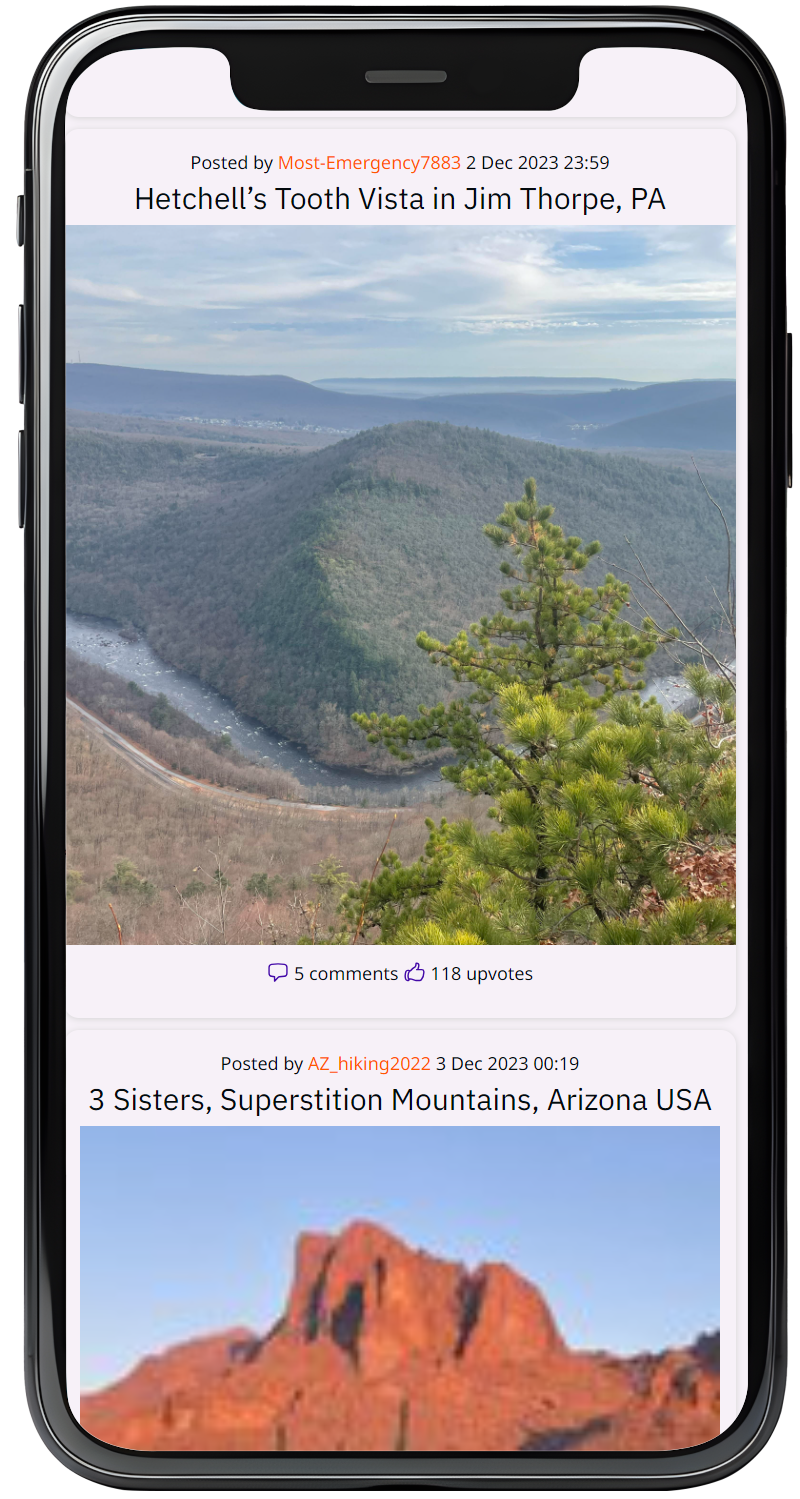 Posted by Most-Emergency7883 2 Dec 2023 23:59
Hetchell’s Tooth Vista in Jim Thorpe, PA
5 comments 118 upvotes
Posted by AZ_hiking2022 3 Dec 2023 00:19
3 Sisters, Superstition Mountains, Arizona USA